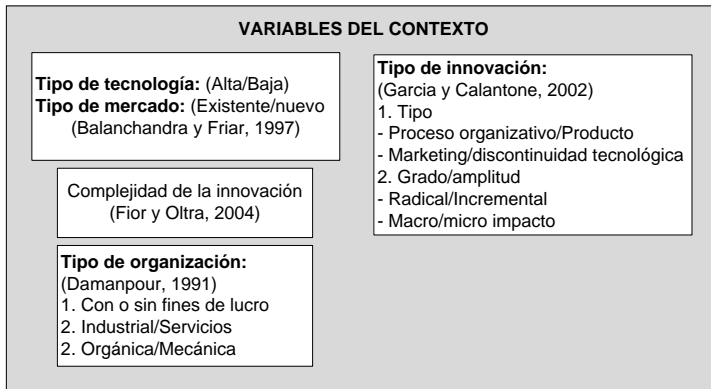 VARIABLES DEL CONTEXTO
Tipo de tecnología: (Alta/Baja)
Tipo de mercado: (Existente/nuevo
(Balanchandra y Friar, 1997)
Complejidad de la innovación
(Fior y Oltra, 2004)
Tipo de organización:
(Damanpour, 1991)
1. Con o sin fines de lucro
2. Industrial/Servicios
2. Orgánica/Mecánica
Tipo de innovación:
(Garcia y Calantone, 2002)
1. Tipo
- Proceso organizativo/Producto
- Marketing/discontinuidad tecnológica
2. Grado/amplitud
- Radical/Incremental
- Macro/micro impacto